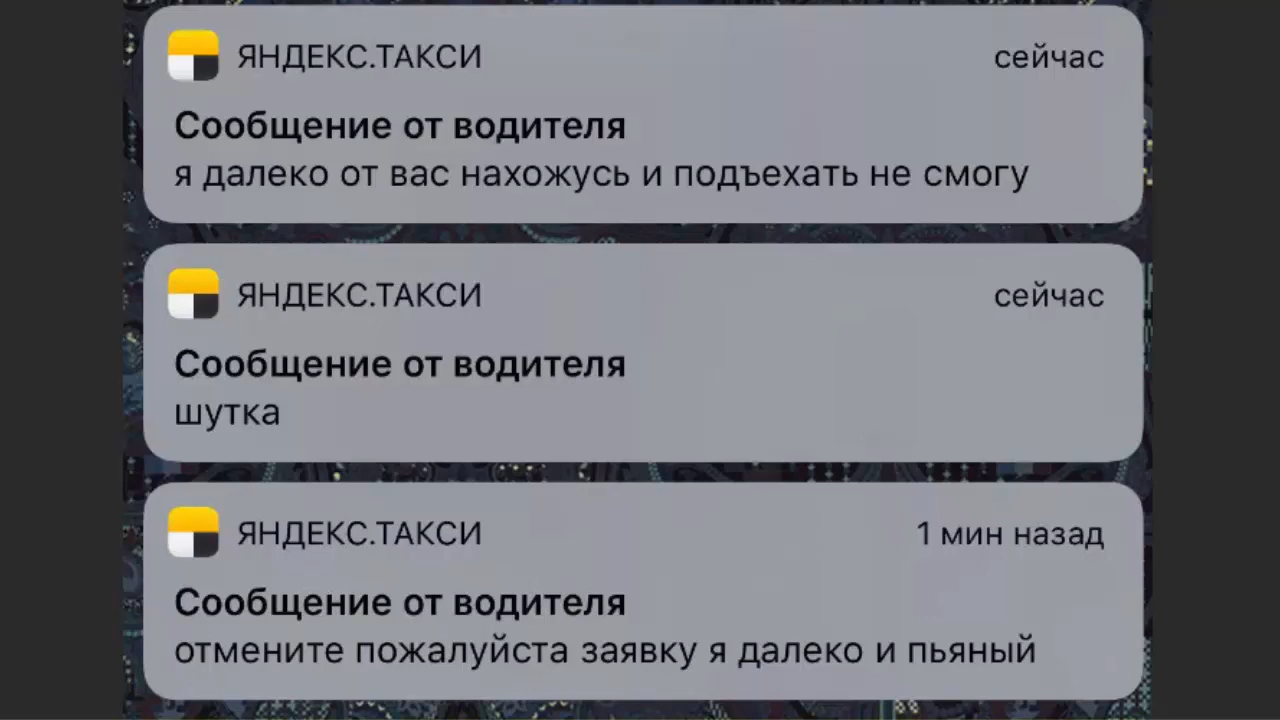 ЯНДЕКС.ТАКСИ сейчас
Сообщение от водителя
я далеко от вас нахожусь и подъехать не смогу
ЯНДЕКС.ТАКСИ сейчас
Сообщение от водителя
шутка
ЯНДЕКС.ТАКСИ 1 мин назад
Сообщение от водителя
отмените пожалуйста заявку я далеко и пьяный